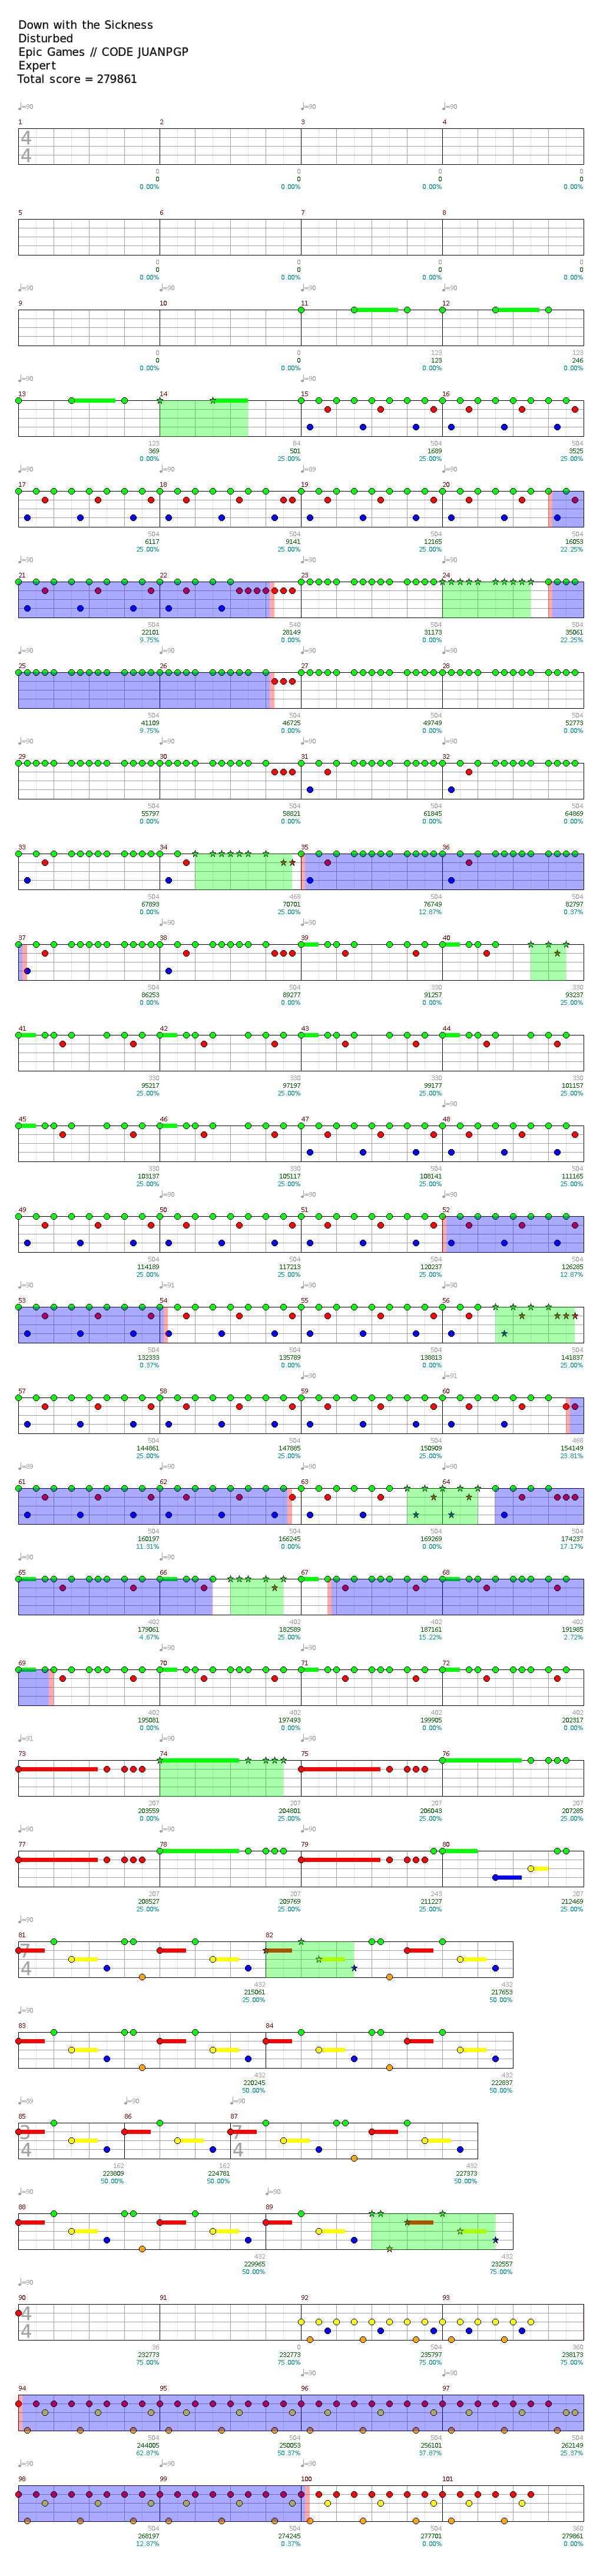 Down with the Sickness
Disturbed
Epic Games // CODE JUANPGP
Expert
Total score = 279861
♩=90 ♩=90 ♩=90
1 2 3 4
4
4
0 0 0 0
0 0 0 0
0.00% 0.00% 0.00% 0.00%
5 6 7 8
0 0 0 0
0 0 0 0
0.00% 0.00% 0.00% 0.00%
♩=90 ♩=90 ♩=90
9 10 11 12
0 0 123 123
0 0 123 246
0.00% 0.00% 0.00% 0.00%
♩=90 ♩=90 ♩=90
13 14 15 16
123 84 504 504
369 501 1689 3525
0.00% 25.00% 25.00% 25.00%
♩=90 ♩=90 ♩=89 ♩=90
17 18 19 20
504 504 504 504
6117 9141 12165 16053
25.00% 25.00% 25.00% 22.25%
♩=90 ♩=90
21 22 23 24
504 540 504 504
22101 28149 31173 35061
9.75% 0.00% 0.00% 22.25%
♩=90 ♩=90
25 26 27 28
504 504 504 504
41109 46725 49749 52773
9.75% 0.00% 0.00% 0.00%
♩=90 ♩=90
29 30 31 32
504 504 504 504
55797 58821 61845 64869
0.00% 0.00% 0.00% 0.00%
♩=90 ♩=90
33 34 35 36
504 468 504 504
67893 70701 76749 82797
0.00% 25.00% 12.87% 0.37%
♩=90
37 38 39 40
504 504 330 330
86253 89277 91257 93237
0.00% 0.00% 0.00% 25.00%
41 42 43 44
330 330 330 330
95217 97197 99177 101157
25.00% 25.00% 25.00% 25.00%
♩=90
45 46 47 48
330 330 504 504
103137 105117 108141 111165
25.00% 25.00% 25.00% 25.00%
♩=90 ♩=90 ♩=90
49 50 51 52
504 504 504 504
114189 117213 120237 126285
25.00% 25.00% 25.00% 12.87%
♩=90 ♩=91 ♩=90
53 54 55 56
504 504 504 504
132333 135789 138813 141837
0.37% 0.00% 0.00% 25.00%
♩=90 ♩=91
57 58 59 60
504 504 504 468
144861 147885 150909 154149
25.00% 25.00% 25.00% 23.81%
♩=89 ♩=90 ♩=90 ♩=90
61 62 63 64
504 504 504 504
160197 166245 169269 174237
11.31% 0.00% 0.00% 17.17%
♩=90 ♩=90 ♩=90
65 66 67 68
402 402 402 402
179061 182589 187161 191985
4.67% 25.00% 15.22% 2.72%
♩=90 ♩=90
69 70 71 72
402 402 402 402
195081 197493 199905 202317
0.00% 0.00% 0.00% 0.00%
♩=91 ♩=90 ♩=90
73 74 75 76
207 207 207 207
203559 204801 206043 207285
0.00% 25.00% 25.00% 25.00%
♩=90 ♩=90 ♩=90
77 78 79 80
207 207 243 207
208527 209769 211227 212469
25.00% 25.00% 25.00% 25.00%
♩=90
81 82
7
4
432 432
215061 217653
25.00% 50.00%
♩=90
83 84
432 432
220245 222837
50.00% 50.00%
♩=89 ♩=90 ♩=90
85 86 87
3 7
4 4
162 162 432
223809 224781 227373
50.00% 50.00% 50.00%
♩=90 ♩=90
88 89
432 432
229965 232557
50.00% 75.00%
♩=90
90 91 92 93
4
4
36 0 504 360
232773 232773 235797 238173
75.00% 75.00% 75.00% 75.00%
♩=90 ♩=90
94 95 96 97
504 504 504 504
244005 250053 256101 262149
62.87% 50.37% 37.87% 25.37%
♩=90 ♩=90 ♩=90
98 99 100 101
504 504 504 360
268197 274245 277701 279861
12.87% 0.37% 0.00% 0.00%